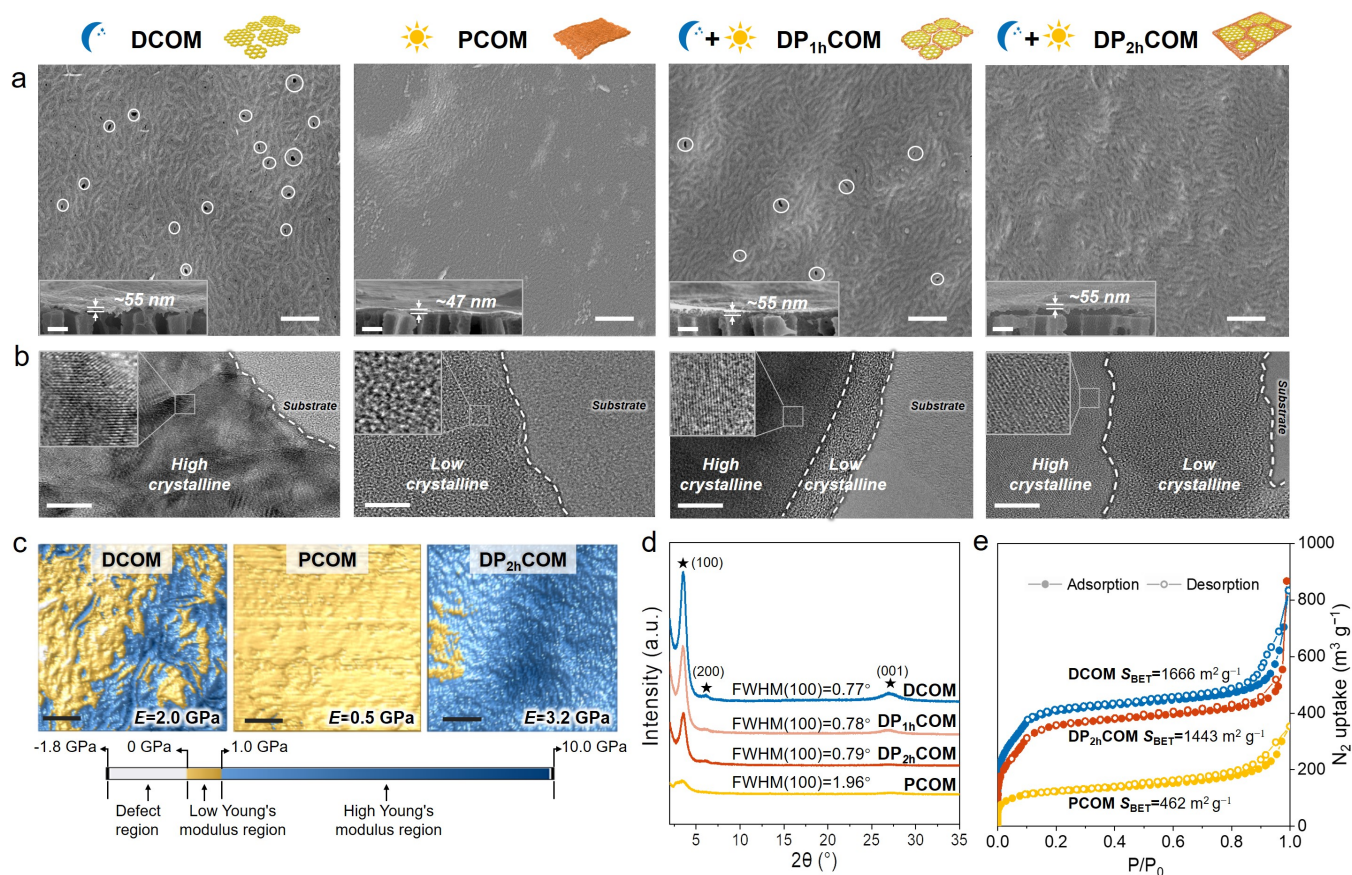 DCOM
PCOM
+ DP1hCOM
+ DP2hCOM
a
~55 nm
~47 nm
~55 nm
~55 nm
b
Substrate
High
crystalline
Substrate
Low
crystalline
Substrate
High
crystalline
Low
crystalline
Substrate
High
crystalline
Low
crystalline
c
DCOM
E=2.0 GPa
PCOM
E=0.5 GPa
DP2hCOM
E=3.2 GPa
-1.8 GPa
0 GPa
1.0 GPa
10.0 GPa
Defect
region
Low Young's
modulus region
High Young's
modulus region
d
★ (100)
(200)
★
(001)
★
FWHM(100)=0.77° DCOM
FWHM(100)=0.78° DP1hCOM
FWHM(100)=0.79° DP2hCOM
FWHM(100)=1.96° PCOM
Intensity (a.u.)
5 10 15 20 25 30 35
2θ (°)
e
Adsorption Desorption
DCOM SBET=1666 m² g⁻¹
DP2hCOM SBET=1443 m² g⁻¹
PCOM SBET=462 m² g⁻¹
1000
800
600
400
200
0
N₂ uptake (m³ g⁻¹)
0.0 0.2 0.4 0.6 0.8 1.0
P/P₀